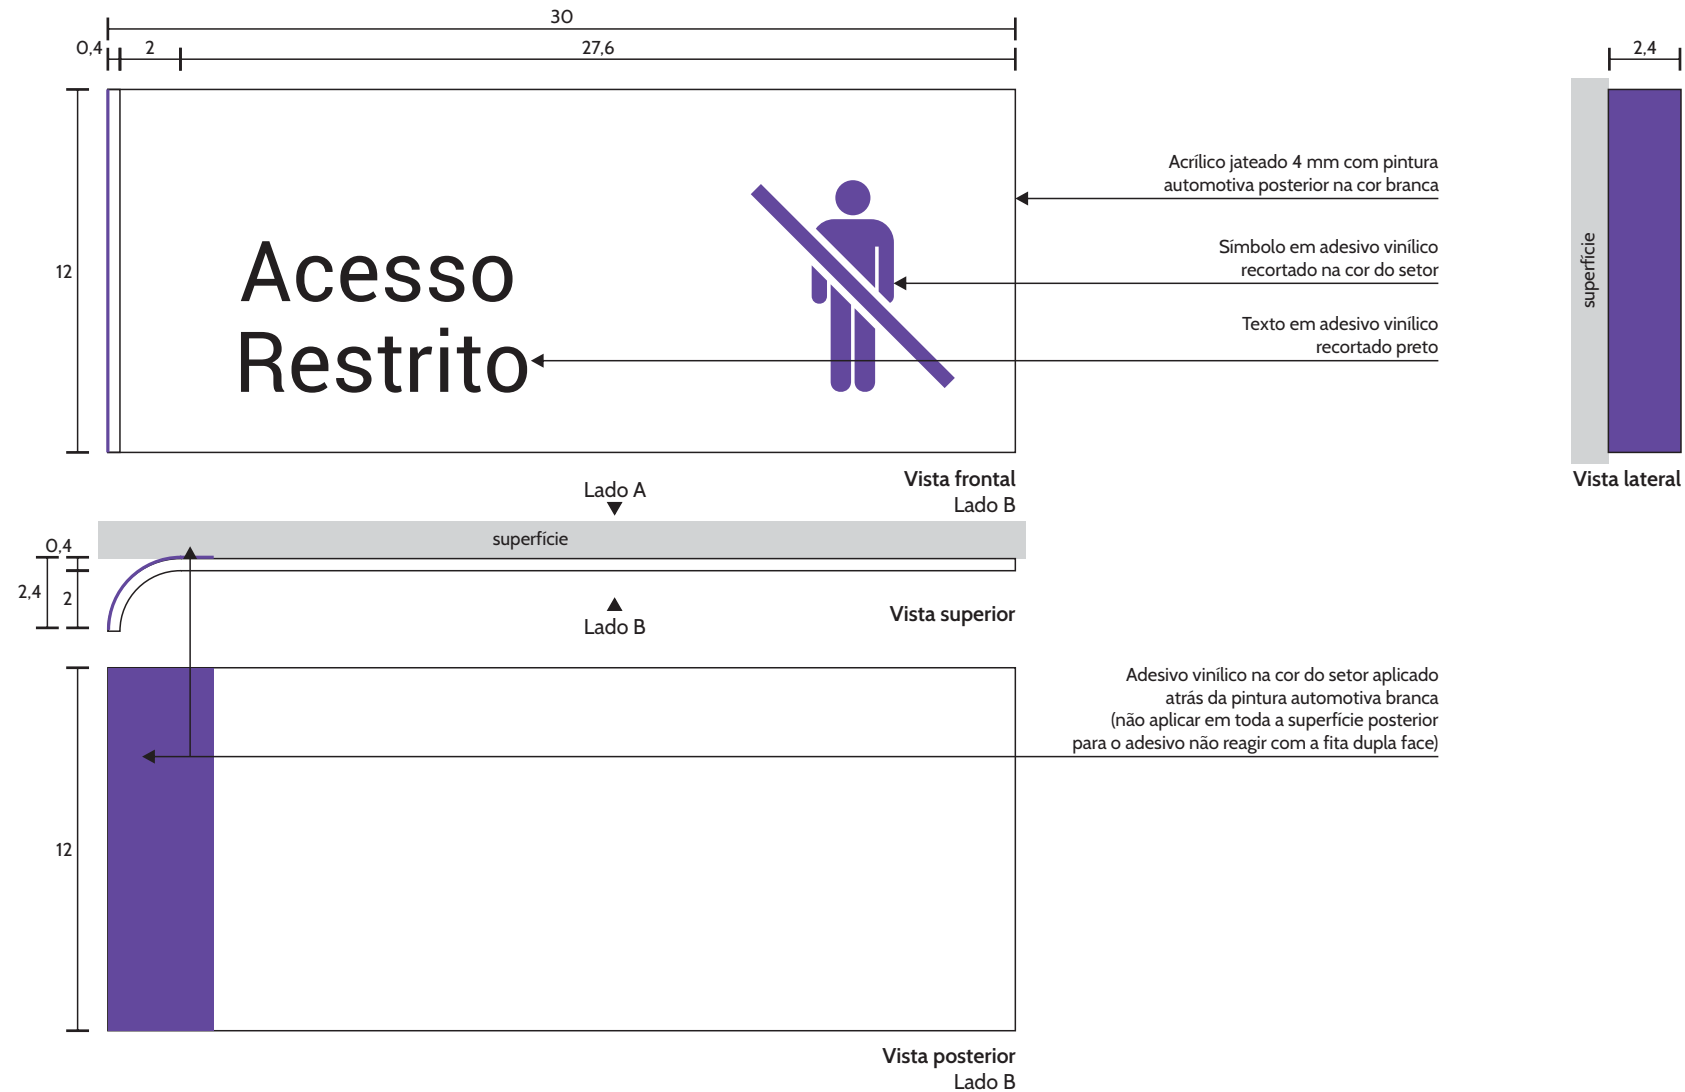 30
0,4
2
27,6
2,4
12
Acesso
Restrito
Acrílico jateado 4 mm com pintura
automotiva posterior na cor branca
Símbolo em adesivo vinílico
recortado na cor do setor
Texto em adesivo vinílico
recortado preto
superfície
Vista frontal
Lado B
Vista lateral
Lado A
superfície
0,4
2,4
2
Lado B
Vista superior
Adesivo vinílico na cor do setor aplicado
atrás da pintura automotiva branca
(não aplicar em toda a superfície posterior
para o adesivo não reagir com a fita dupla face)
12
Vista posterior
Lado B